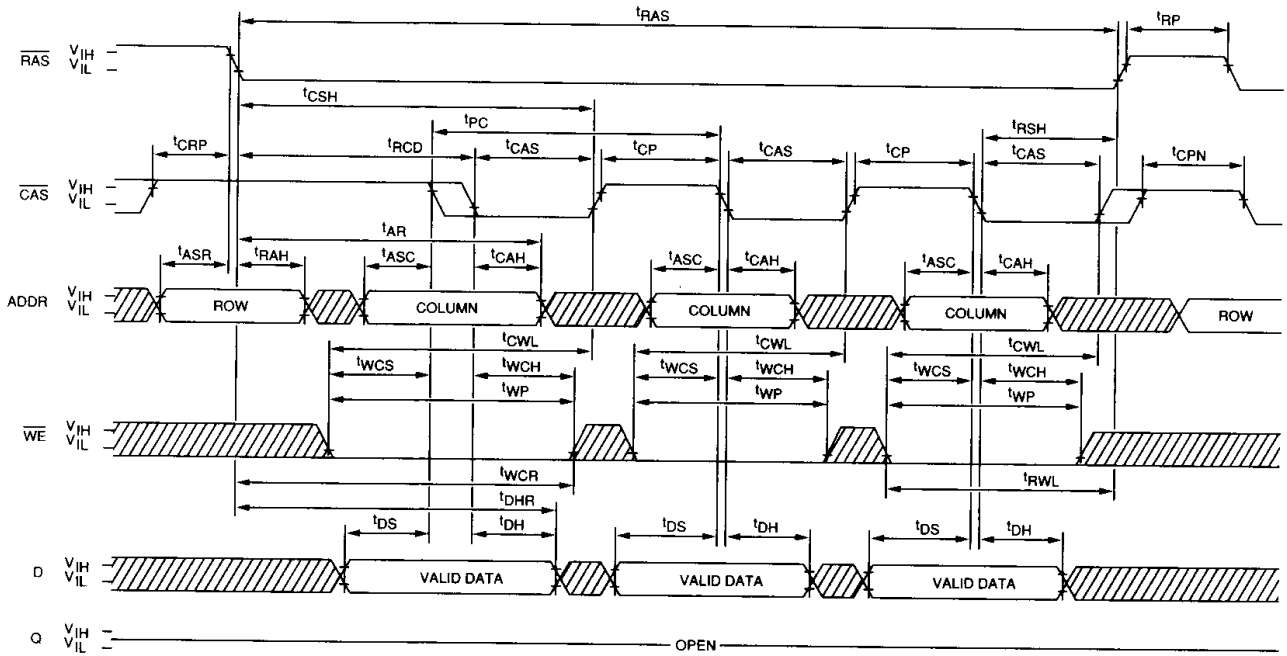 tRAS
tRP
RAS VIH
VIL
tCSH
tPC
tRSH
tCRP
tRCD
tCAS
tCP
tCAS
tCP
tCAS
tCPN
CAS VIH
VIL
tAR
tASR
tRAH
tASC
tCAH
tASC
tCAH
tASC
tCAH
ADDR VIH
VIL
ROW
COLUMN
COLUMN
COLUMN
ROW
tCWL
tCWL
tCWL
tWCS
tWCH
tWCS
tWCH
tWCS
tWCH
tWP
tWP
tWP
WE VIH
VIL
tWCR
tRWL
tDHR
tDS
tDH
tDS
tDH
tDS
tDH
D VIH
VIL
VALID DATA
VALID DATA
VALID DATA
Q VIH
VIL
OPEN